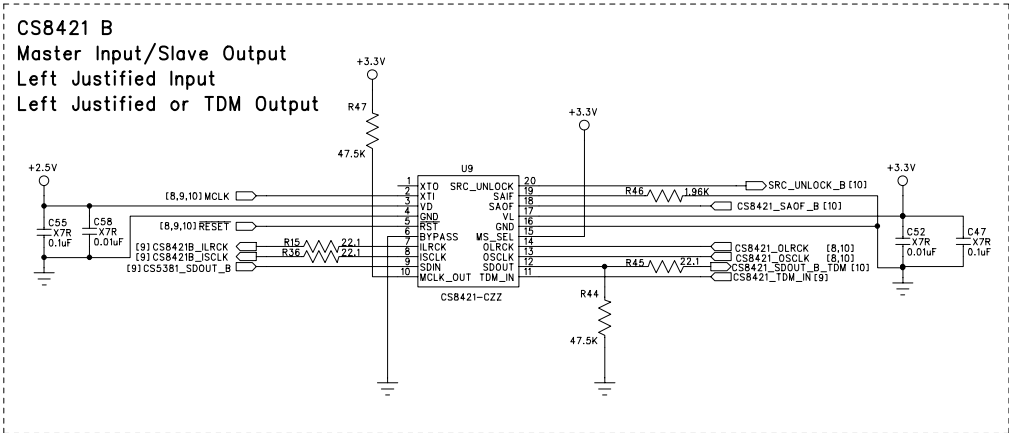 CS8421 B
Master Input/Slave Output
Left Justified Input
Left Justified or TDM Output
+3.3V
R47
47.5K
+3.3V
+2.5V
C55
X7R
0.1uF
C58
X7R
0.01uF
[8,9,10] MCLK
[8,9,10] RESET
[9] CS8421B_ILRCK
[9] CS8421B_ISCLK
[9] CS5381_SDOUT_B
R15
22.1
R36
22.1
U9
1 XTO SRC_UNLOCK 20
2 XTI SAIF 19
3 VD SAOF 18
4 GND VL 17
5 RST GND 16
6 BYPASS MS_SEL 15
7 ILRCK OLRCK 14
8 ISCLK OSCLK 13
9 SDIN SDOUT 12
10 MCLK_OUT TDM_IN 11
CS8421-CZZ
R46
1.96K
SRC_UNLOCK_B [10]
CS8421_SAOF_B [10]
+3.3V
CS8421_OLRCK [8,10]
CS8421_OSCLK [8,10]
R45
22.1
CS8421_SDOUT_B_TDM [10]
CS8421_TDM_IN [9]
R44
47.5K
C52
X7R
0.01uF
C47
X7R
0.1uF